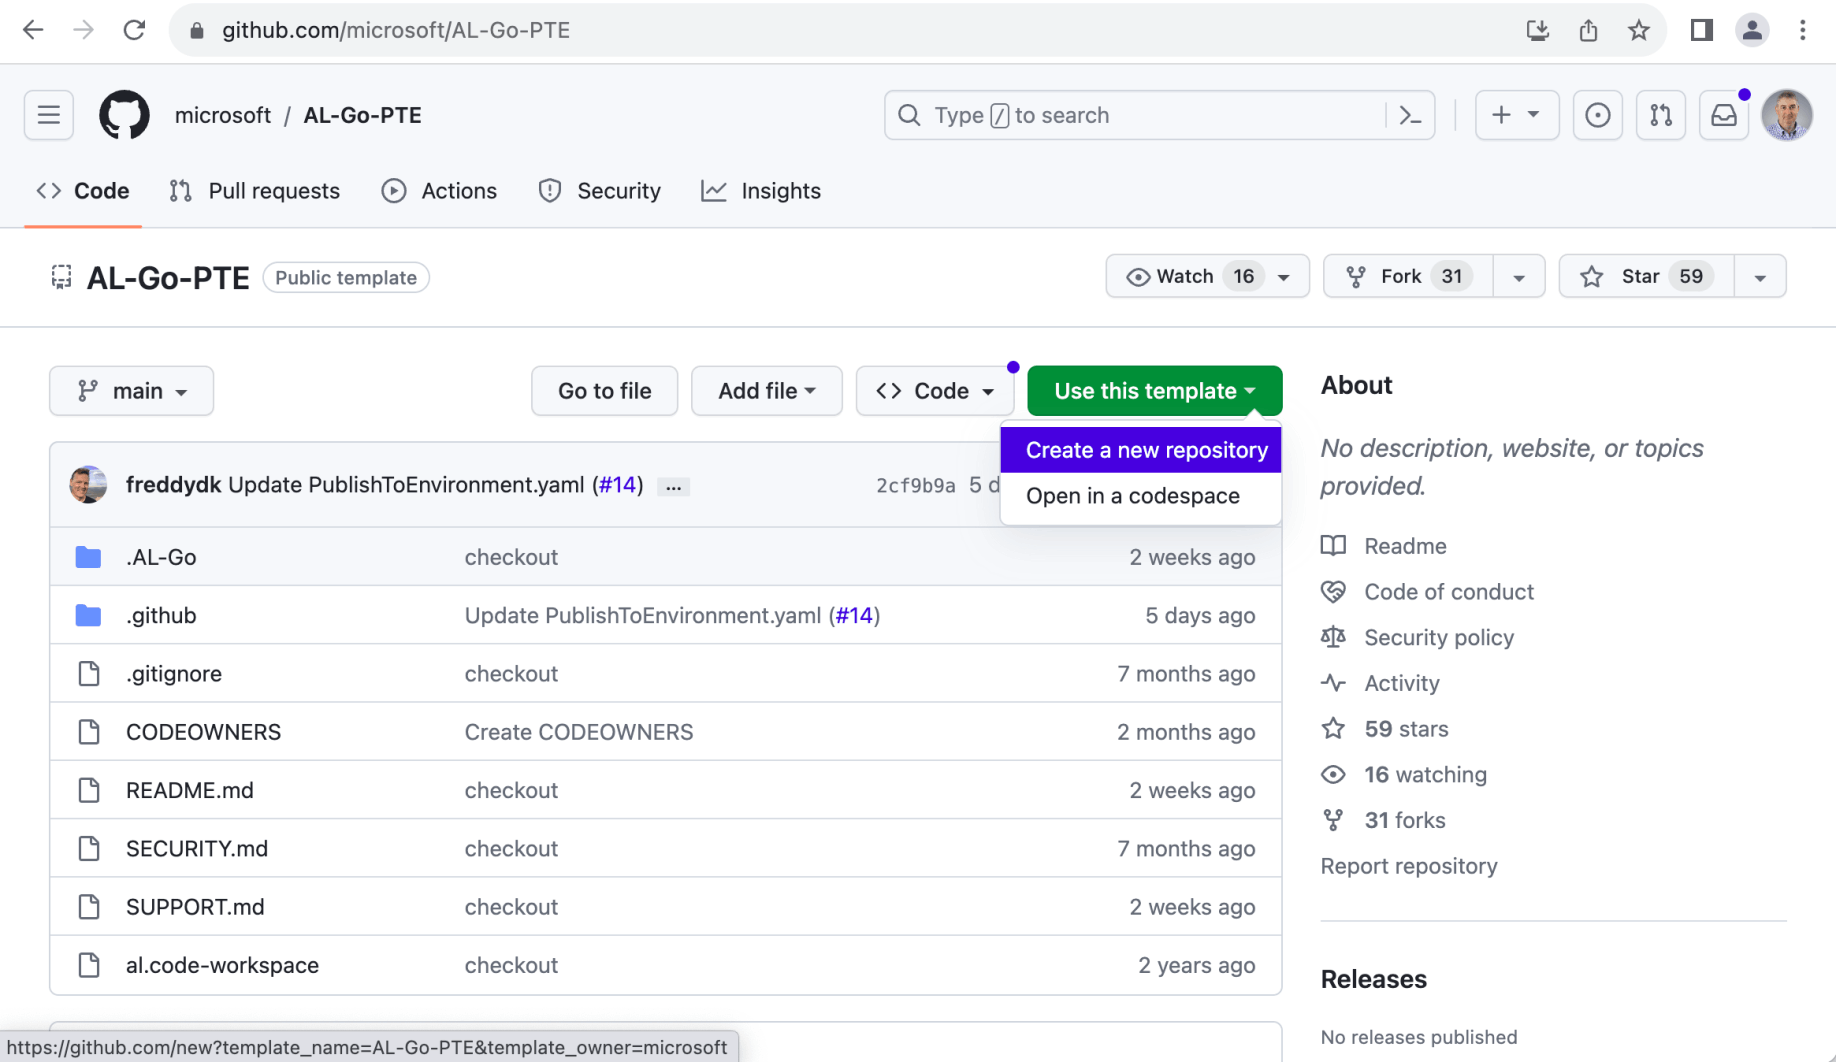 github.com/microsoft/AL-Go-PTE
microsoft / AL-Go-PTE
Type / to search
Code
Pull requests
Actions
Security
Insights
AL-Go-PTE
Public template
Watch 16
Fork 31
Star 59
main
Go to file
Add file
Code
Use this template
Create a new repository
Open in a codespace
freddydk Update PublishToEnvironment.yaml (#14) ...
2cf9b9a 5 d
.AL-Go checkout 2 weeks ago
.github Update PublishToEnvironment.yaml (#14) 5 days ago
.gitignore checkout 7 months ago
CODEOWNERS Create CODEOWNERS 2 months ago
README.md checkout 2 weeks ago
SECURITY.md checkout 7 months ago
SUPPORT.md checkout 2 weeks ago
al.code-workspace checkout 2 years ago
About
No description, website, or topics
provided.
Readme
Code of conduct
Security policy
Activity
59 stars
16 watching
31 forks
Report repository
Releases
No releases published
https://github.com/new?template_name=AL-Go-PTE&template_owner=microsoft